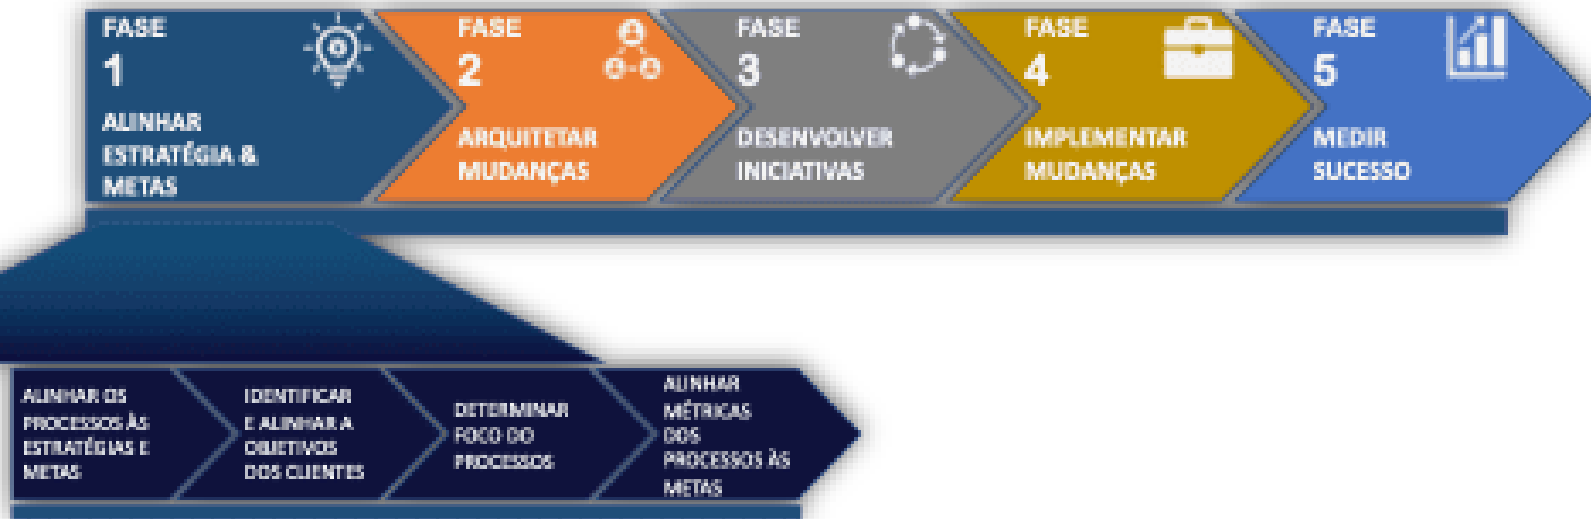 FASE
1
ALINHAR
ESTRATÉGIA &
METAS
FASE
2
ARQUITETAR
MUDANÇAS
FASE
3
DESENVOLVER
INICIATIVAS
FASE
4
IMPLEMENTAR
MUDANÇAS
FASE
5
MEDIR
SUCESSO
ALINHAR OS
PROCESSOS ÀS
ESTRATÉGIAS E
METAS
IDENTIFICAR
E ALINHAR A
OBJETIVOS
DOS CLIENTES
DETERMINAR
FOCO DO
PROCESSOS
ALINHAR
MÉTRICAS
DOS
PROCESSOS ÀS
METAS